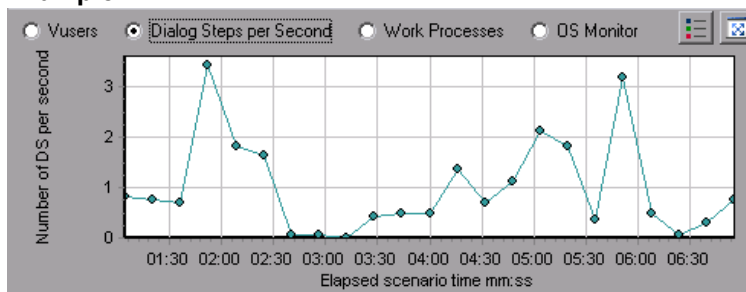 Vusers Dialog Steps per Second Work Processes OS Monitor
Number of DS per second
3
2
1
0
01:30 02:00 02:30 03:00 03:30 04:00 04:30 05:00 05:30 06:00 06:30
Elapsed scenario time mm:ss